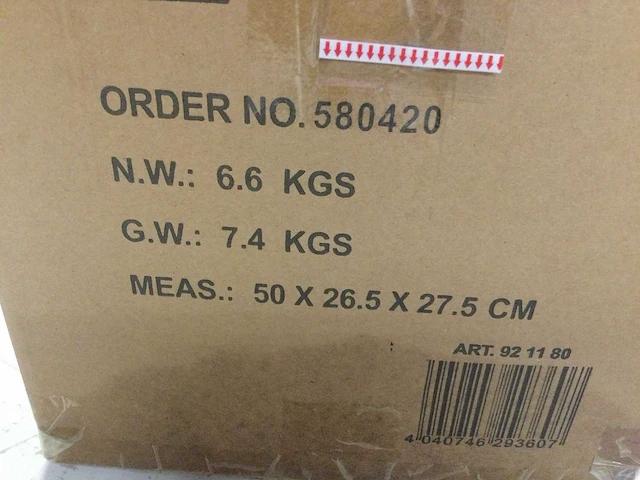 ORDER NO. 580420
N.W.: 6.6 KGS
G.W.: 7.4 KGS
MEAS.: 50 X 26.5 X 27.5 CM
ART. 92 11 80
4 040746 293607